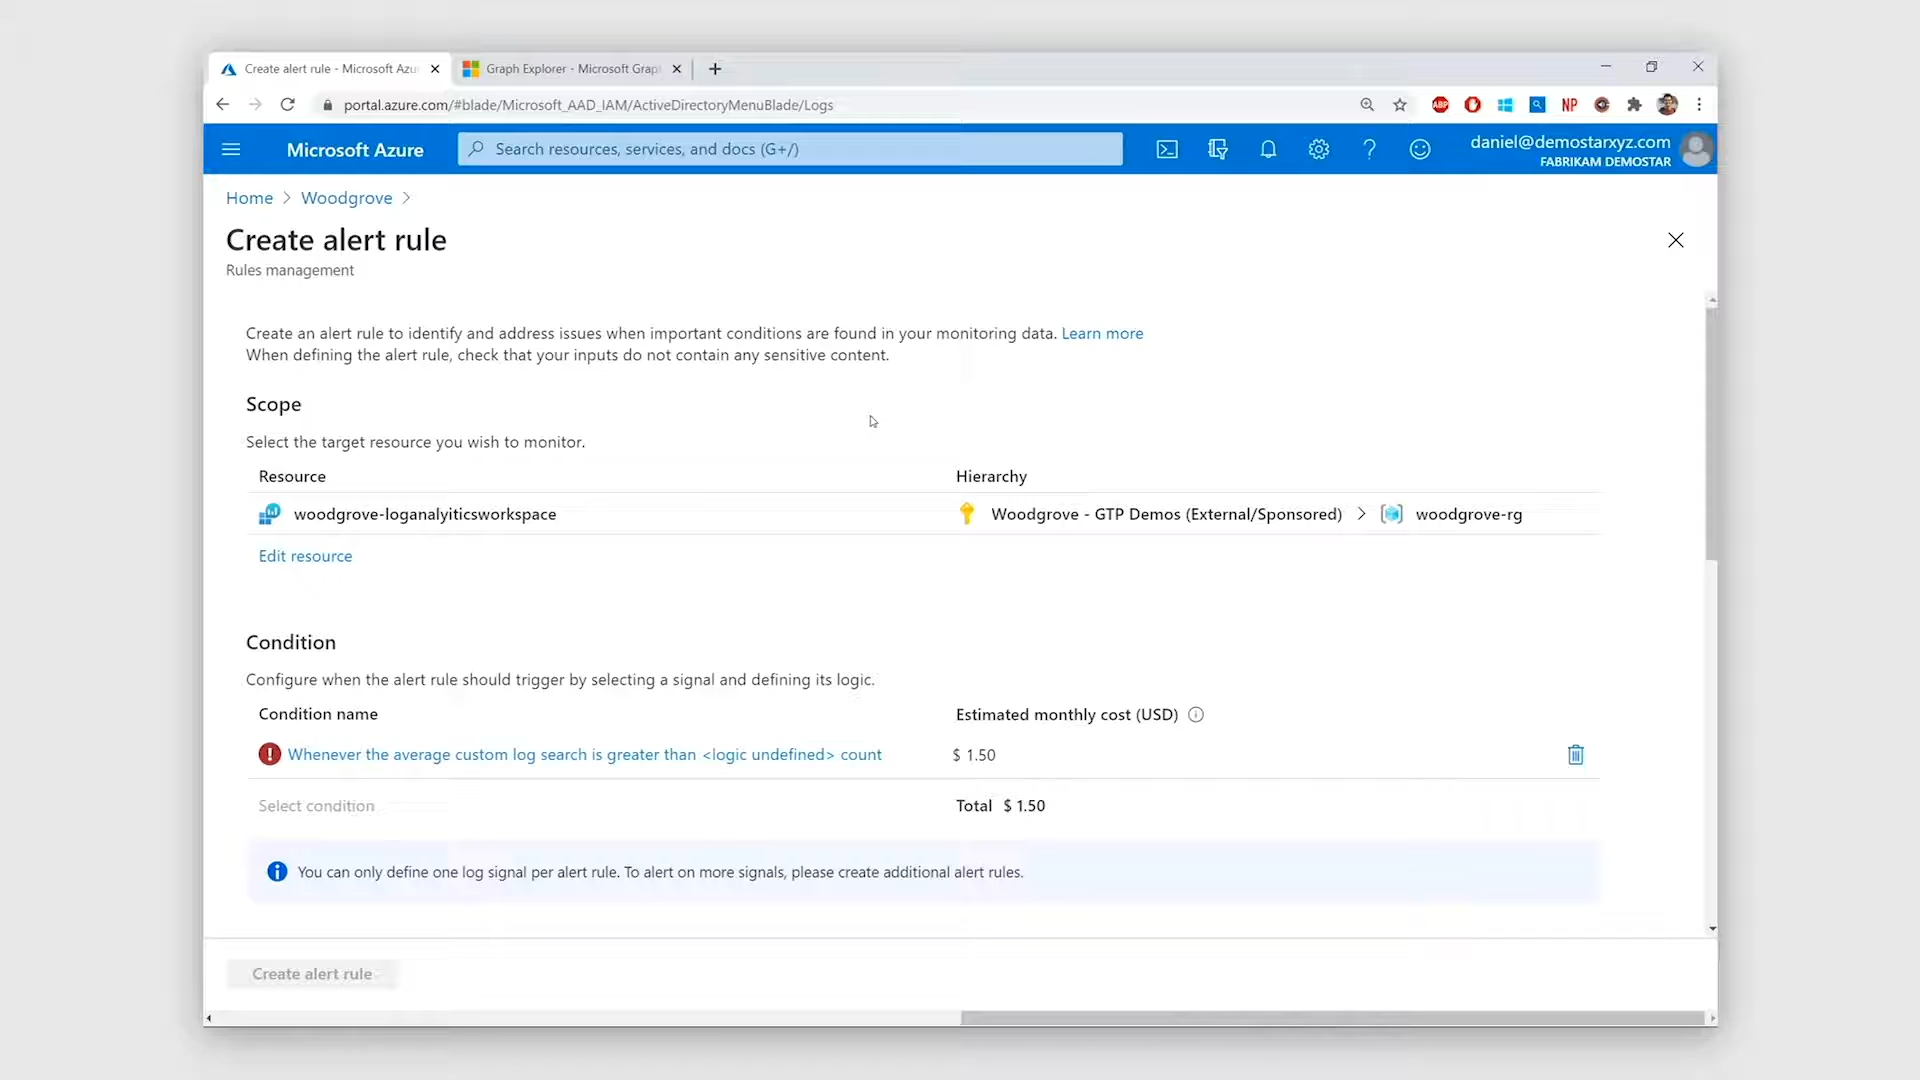 Create alert rule - Microsoft Azu
Graph Explorer - Microsoft Grap
portal.azure.com/#blade/Microsoft_AAD_IAM/ActiveDirectoryMenuBlade/Logs
ABP
NP
Microsoft Azure
Search resources, services, and docs (G+/)
daniel@demostarxyz.com
FABRIKAM DEMOSTAR
Home > Woodgrove >
Create alert rule
Rules management
Create an alert rule to identify and address issues when important conditions are found in your monitoring data. Learn more
When defining the alert rule, check that your inputs do not contain any sensitive content.
Scope
Select the target resource you wish to monitor.
Resource Hierarchy
woodgrove-loganalyiticsworkspace Woodgrove - GTP Demos (External/Sponsored) > woodgrove-rg
Edit resource
Condition
Configure when the alert rule should trigger by selecting a signal and defining its logic.
Condition name Estimated monthly cost (USD)
Whenever the average custom log search is greater than <logic undefined> count $ 1.50
Select condition Total $ 1.50
You can only define one log signal per alert rule. To alert on more signals, please create additional alert rules.
Create alert rule